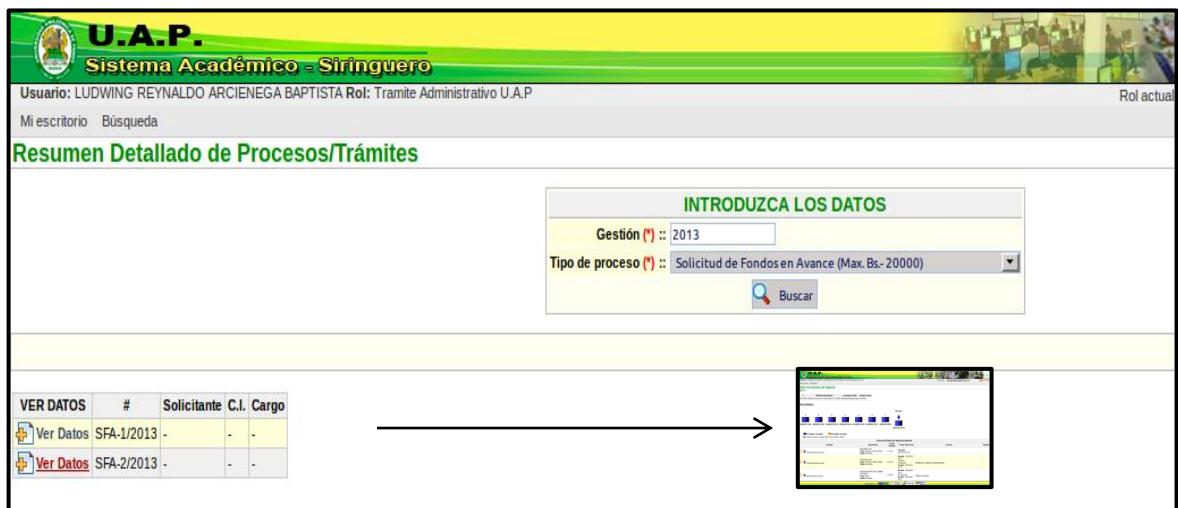 U.A.P.
Sistema Académico - Siringuero
Usuario: LUDWING REYNALDO ARCIENEGA BAPTISTA Rol: Tramite Administrativo U.A.P
Rol actual
Mi escritorio Búsqueda
Resumen Detallado de Procesos/Trámites
INTRODUZCA LOS DATOS
Gestión (*) :: 2013
Tipo de proceso (*) :: Solicitud de Fondos en Avance (Max. Bs.- 20000)
Buscar
VER DATOS # Solicitante C.I. Cargo
Ver Datos SFA-1/2013 - - -
Ver Datos SFA-2/2013 - - -